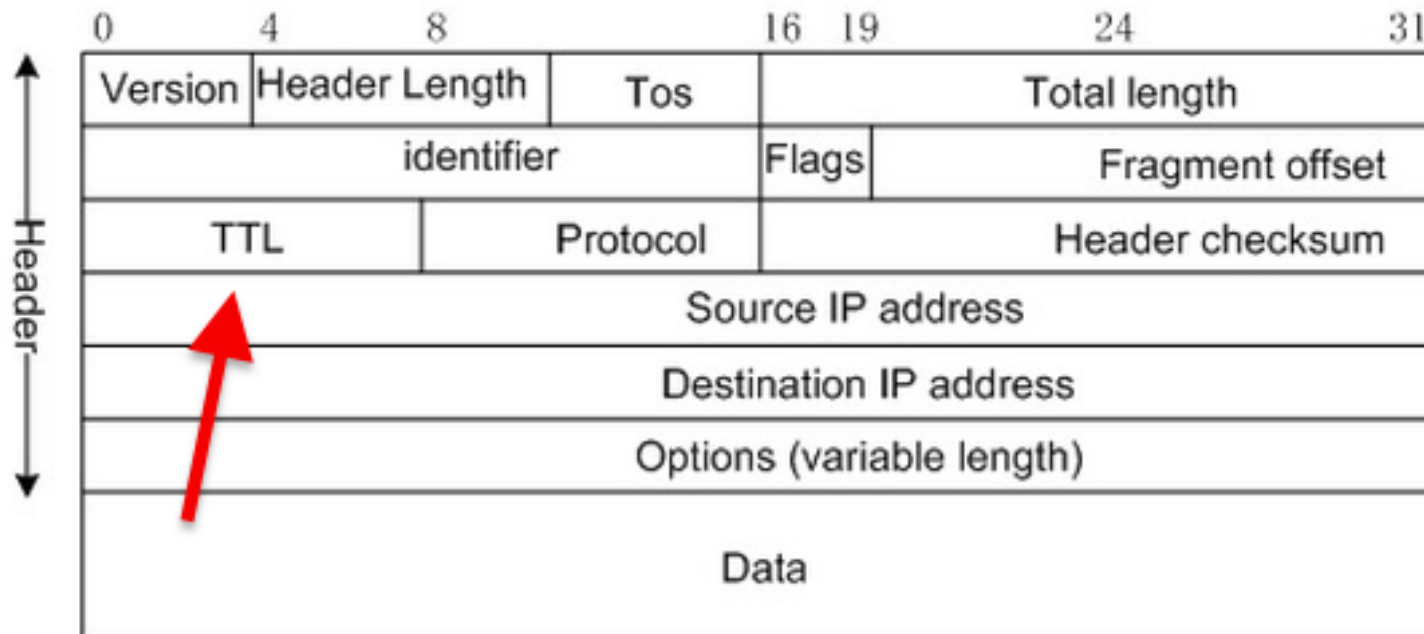 0 4 8 16 19 24 31
Version Header Length Tos Total length
identifier Flags Fragment offset
TTL Protocol Header checksum
Source IP address
Destination IP address
Options (variable length)
Data
Header